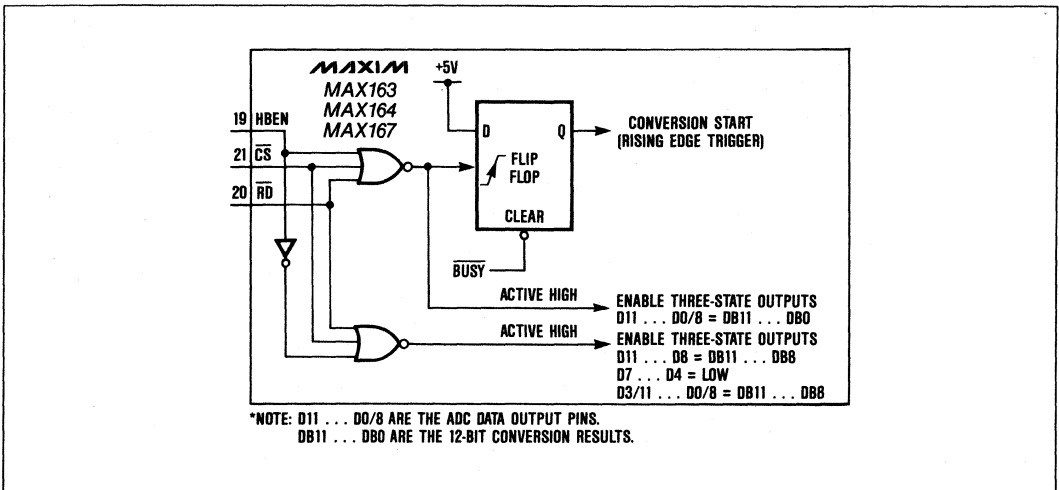 MAXIM
MAX163
MAX164
MAX167
+5V
19 HBEN
21 C̅S̅
20 R̅D̅
D Q
FLIP
FLOP
CLEAR
B̅U̅S̅Y̅
CONVERSION START
(RISING EDGE TRIGGER)
ACTIVE HIGH
ENABLE THREE-STATE OUTPUTS
D11 . . . D0/8 = DB11 . . . DB0
ACTIVE HIGH
ENABLE THREE-STATE OUTPUTS
D11 . . . D8 = DB11 . . . DB8
D7 . . . D4 = LOW
D3/11 . . . D0/8 = DB11 . . . DB8
*NOTE: D11 . . . D0/8 ARE THE ADC DATA OUTPUT PINS.
DB11 . . . DB0 ARE THE 12-BIT CONVERSION RESULTS.